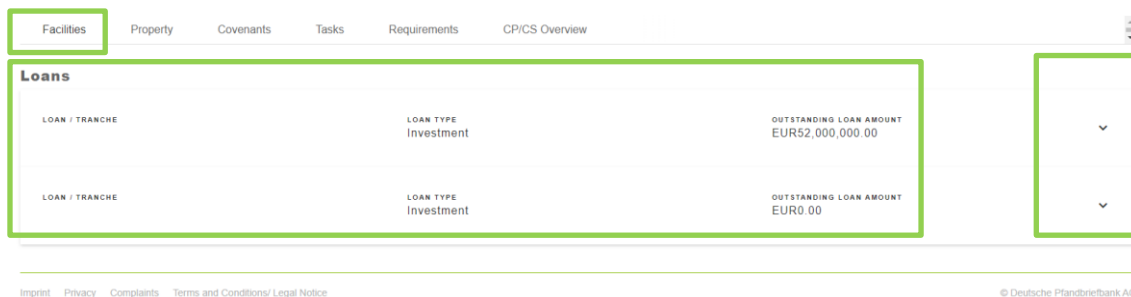 Facilities Property Covenants Tasks Requirements CP/CS Overview
Loans
LOAN / TRANCHE LOAN TYPE OUTSTANDING LOAN AMOUNT
Investment EUR52,000,000.00
LOAN / TRANCHE LOAN TYPE OUTSTANDING LOAN AMOUNT
Investment EUR0.00
Imprint Privacy Complaints Terms and Conditions/ Legal Notice © Deutsche Pfandbriefbank AG